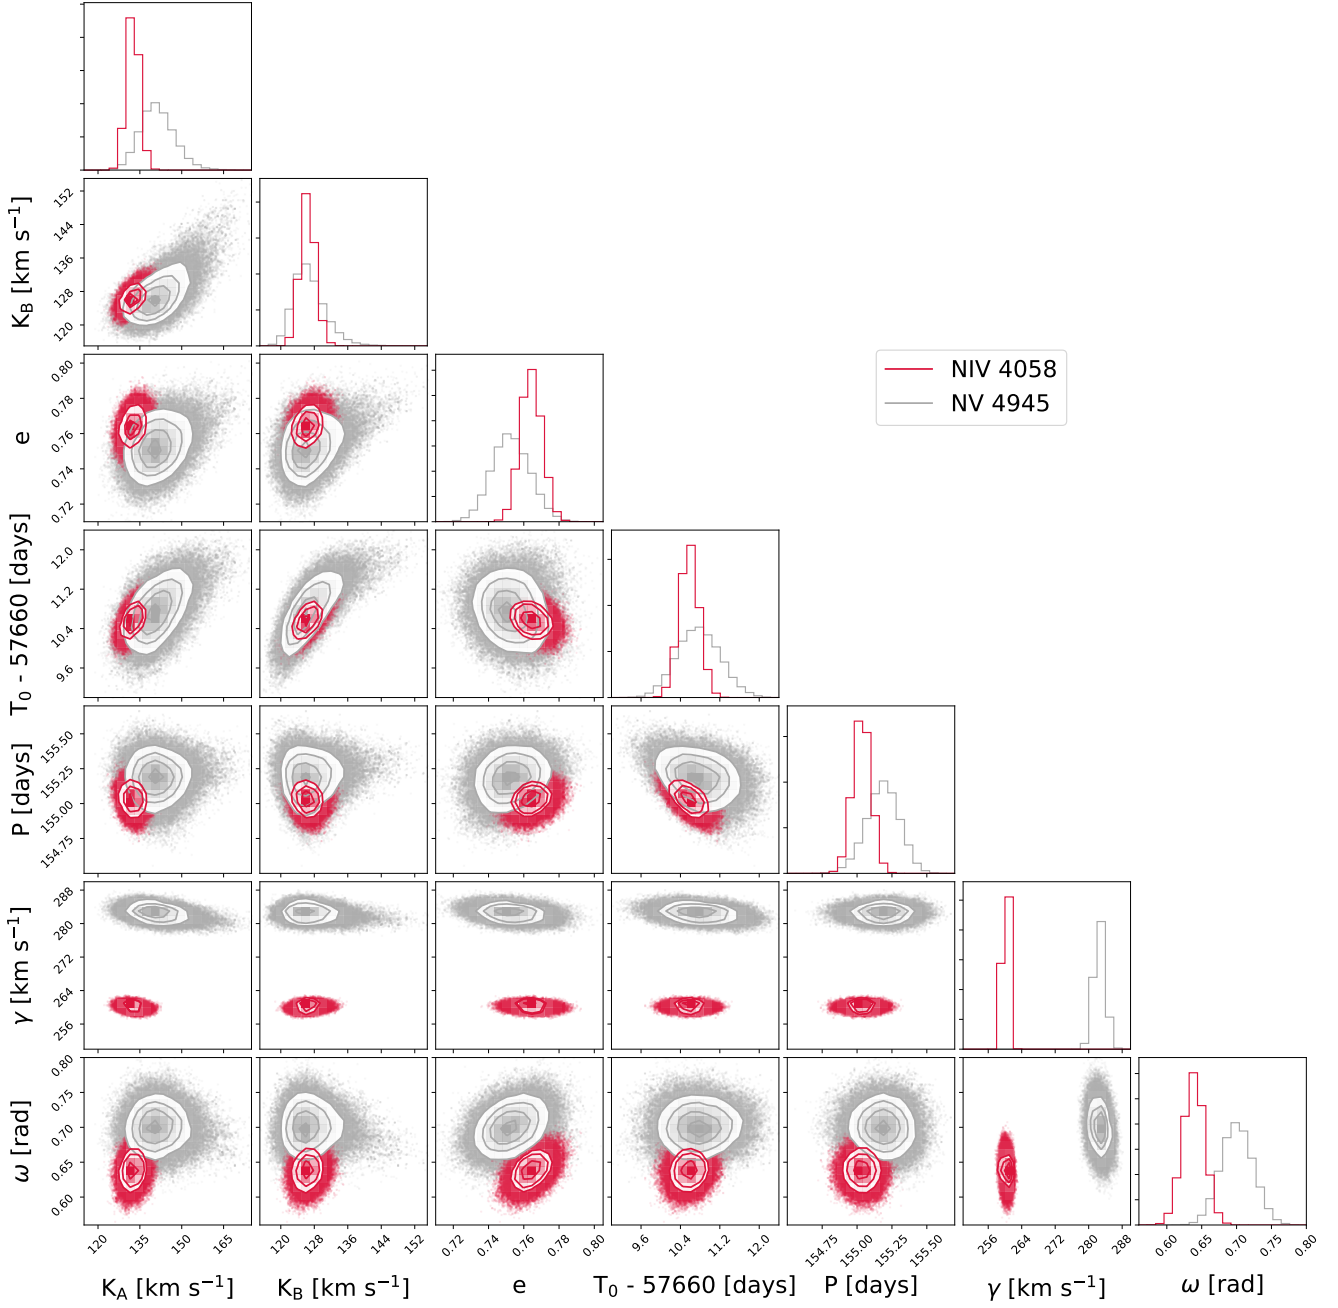 NIV 4058
NV 4945
K_B [km s⁻¹]
152
144
136
128
120
e
0.80
0.78
0.76
0.74
0.72
T₀ - 57660 [days]
12.0
11.2
10.4
9.6
P [days]
155.50
155.25
155.00
154.75
γ [km s⁻¹]
288
280
272
264
256
ω [rad]
0.80
0.75
0.70
0.65
0.60
120 135 150 165
120 128 136 144 152
0.72 0.74 0.76 0.78 0.80
9.6 10.4 11.2 12.0
154.75 155.00 155.25 155.50
256 264 272 280 288
0.60 0.65 0.70 0.75 0.80
K_A [km s⁻¹] K_B [km s⁻¹] e T₀ - 57660 [days] P [days] γ [km s⁻¹] ω [rad]